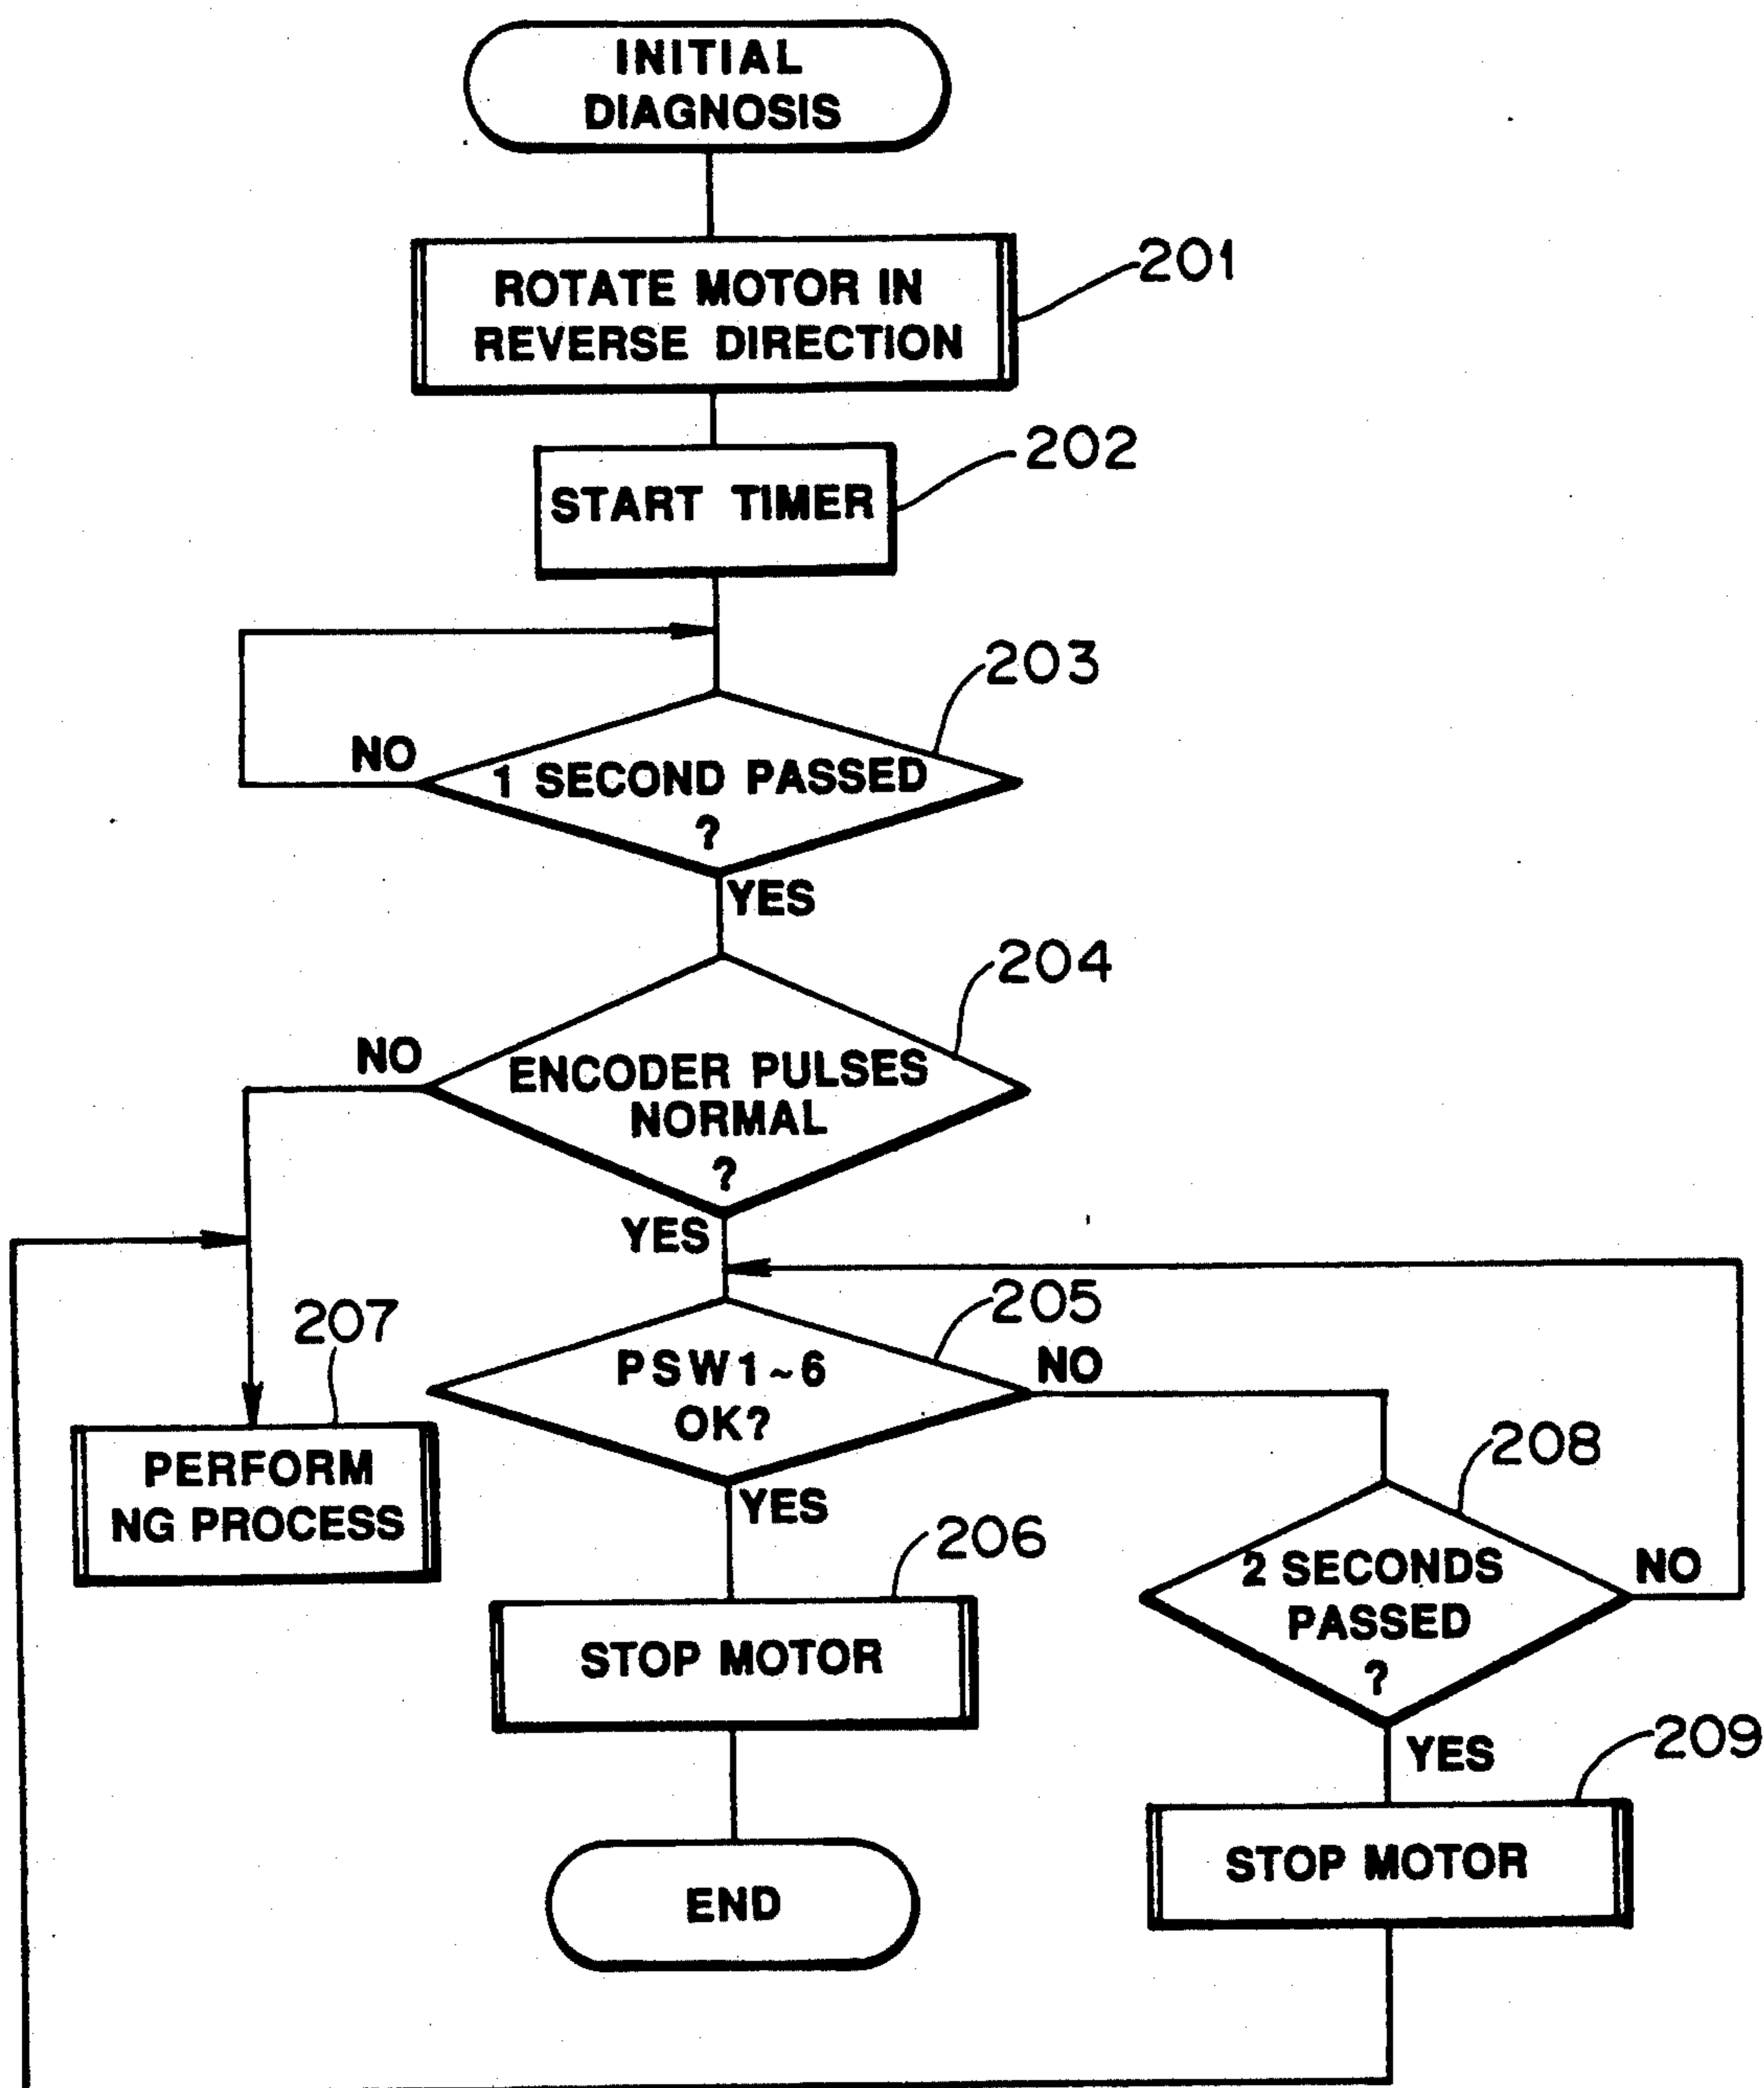 INITIAL
DIAGNOSIS
ROTATE MOTOR IN
REVERSE DIRECTION
201
START TIMER
202
203
NO
1 SECOND PASSED
?
YES
204
NO
ENCODER PULSES
NORMAL
?
YES
205
PSW1~6
OK?
NO
YES
207
PERFORM
NG PROCESS
206
STOP MOTOR
208
2 SECONDS
PASSED
?
NO
YES
209
STOP MOTOR
END